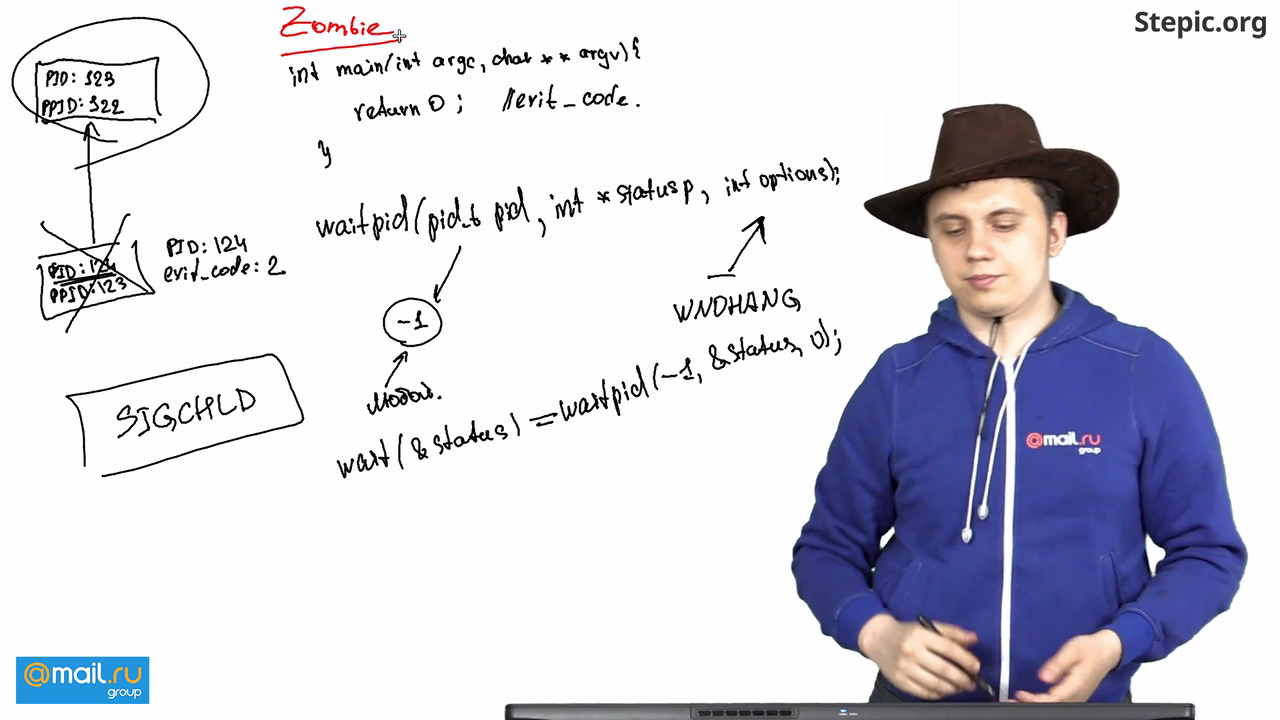 Zombie
Stepic.org
int main(int argc, char ** argv){
return 0; //exit_code.
}
PID: 123
PPID: 122
waitpid(pid_t pid, int *statusp, int options);
PID: 124
exit_code: 2
PID: 124
PPID: 123
-1
WNOHANG
любой.
wait(&status) = waitpid(-1, &status, 0);
SIGCHLD
@mail.ru
group
@mail.ru
group